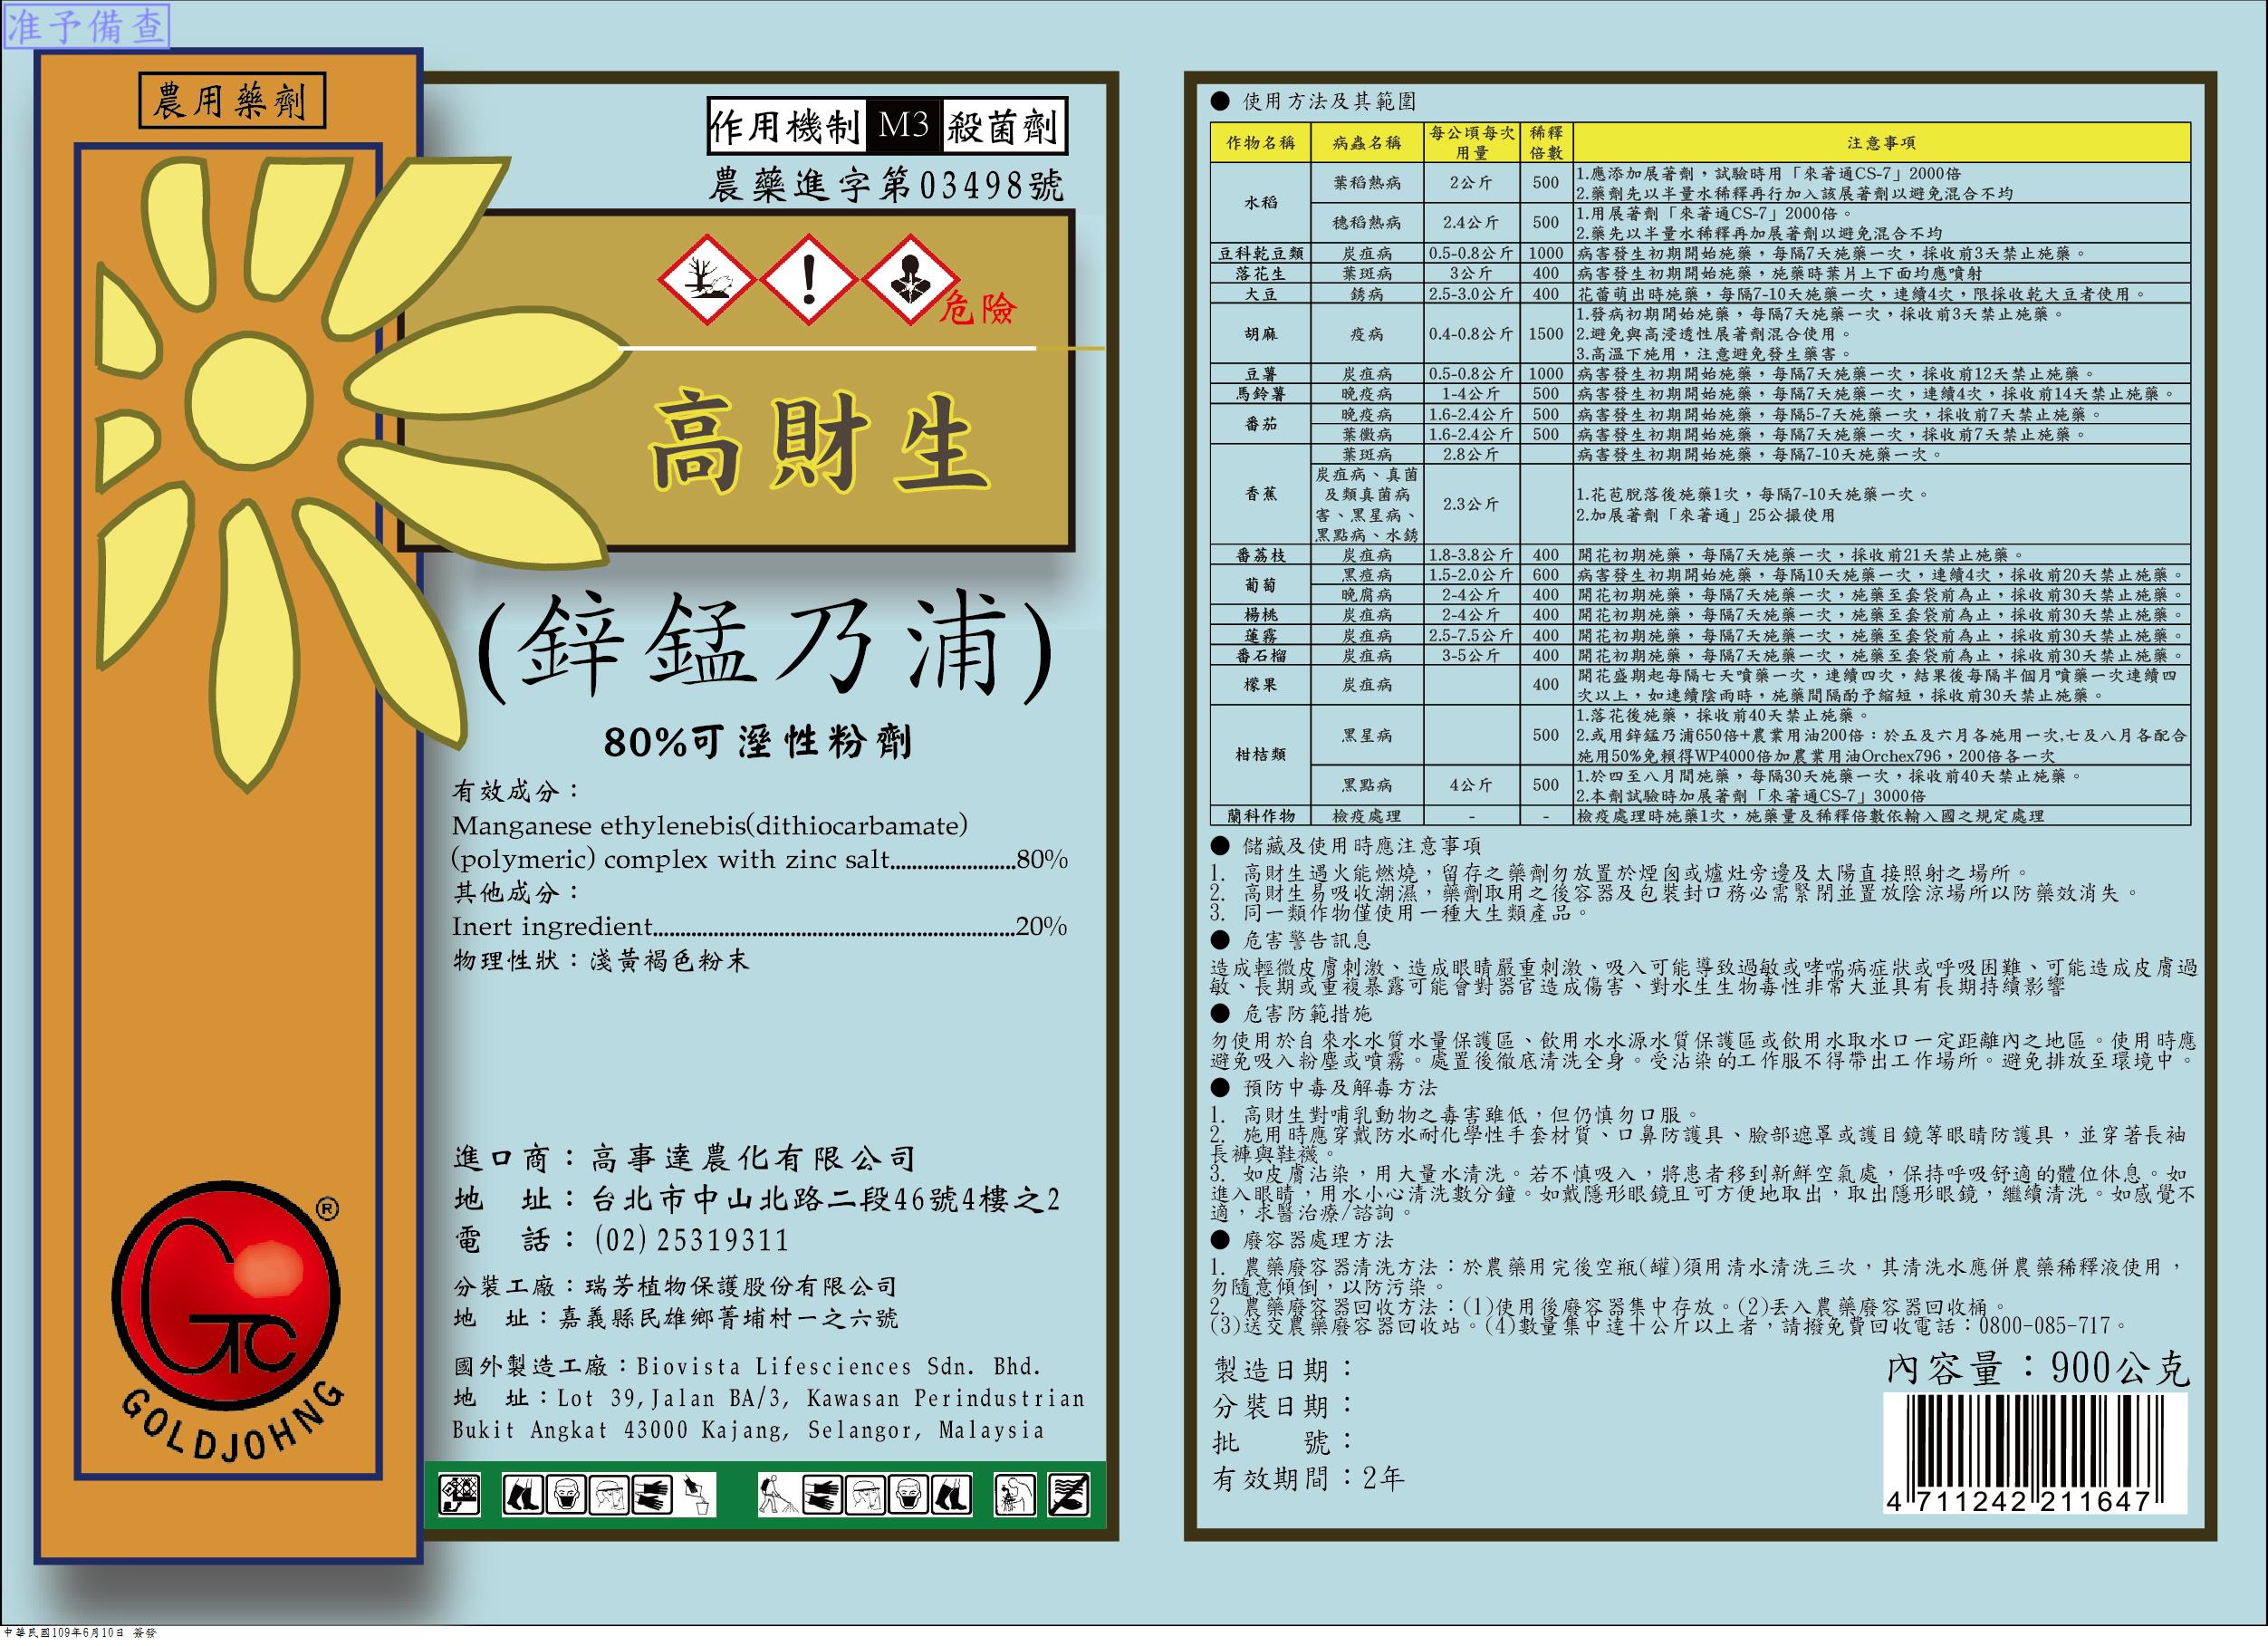 准予備查
農用藥劑
作用機制 M3 殺菌劑
農藥進字第03498號
危險
高財生
(鋅錳乃浦)
80%可溼性粉劑
有效成分：
Manganese ethylenebis(dithiocarbamate)
(polymeric) complex with zinc salt.......................80%
其他成分：
Inert ingredient..................................................................20%
物理性狀：淺黃褐色粉末
進口商：高事達農化有限公司
地 址：台北市中山北路二段46號4樓之2
電 話：(02)25319311
分裝工廠：瑞芳植物保護股份有限公司
地 址：嘉義縣民雄鄉菁埔村一之六號
國外製造工廠：Biovista Lifesciences Sdn. Bhd.
地 址：Lot 39,Jalan BA/3, Kawasan Perindustrian
Bukit Angkat 43000 Kajang, Selangor, Malaysia
GTC ®
GOLDJOHNG
● 使用方法及其範圍
作物名稱 病蟲名稱 每公頃每次用量 稀釋倍數 注意事項
水稻 葉稻熱病 2公斤 500 1.應添加展著劑，試驗時用「來著通CS-7」2000倍
2.藥劑先以半量水稀釋再行加入該展著劑以避免混合不均
穗稻熱病 2.4公斤 500 1.用展著劑「來著通CS-7」2000倍。
2.藥先以半量水稀釋再加展著劑以避免混合不均
豆科乾豆類 炭疽病 0.5-0.8公斤 1000 病害發生初期開始施藥，每隔7天施藥一次，採收前3天禁止施藥。
落花生 葉斑病 3公斤 400 病害發生初期開始施藥，施藥時葉片上下面均應噴射
大豆 銹病 2.5-3.0公斤 400 花蕾萌出時施藥，每隔7-10天施藥一次，連續4次，限採收乾大豆者使用。
胡麻 疫病 0.4-0.8公斤 1500 1.發病初期開始施藥，每隔7天施藥一次，採收前3天禁止施藥。
2.避免與高浸透性展著劑混合使用。
3.高溫下施用，注意避免發生藥害。
豆薯 炭疽病 0.5-0.8公斤 1000 病害發生初期開始施藥，每隔7天施藥一次，採收前12天禁止施藥。
馬鈴薯 晚疫病 1-4公斤 500 病害發生初期開始施藥，每隔7天施藥一次，連續4次，採收前14天禁止施藥。
番茄 晚疫病 1.6-2.4公斤 500 病害發生初期開始施藥，每隔5-7天施藥一次，採收前7天禁止施藥。
葉黴病 1.6-2.4公斤 500 病害發生初期開始施藥，每隔7天施藥一次，採收前7天禁止施藥。
香蕉 葉斑病 2.8公斤 病害發生初期開始施藥，每隔7-10天施藥一次。
炭疽病、真菌
及類真菌病
害、黑星病、
黑點病、水銹
2.3公斤 1.花苞脫落後施藥1次，每隔7-10天施藥一次。
2.加展著劑「來著通」25公撮使用
番荔枝 炭疽病 1.8-3.8公斤 400 開花初期施藥，每隔7天施藥一次，採收前21天禁止施藥。
葡萄 黑痘病 1.5-2.0公斤 600 病害發生初期開始施藥，每隔10天施藥一次，連續4次，採收前20天禁止施藥。
晚腐病 2-4公斤 400 開花初期施藥，每隔7天施藥一次，施藥至套袋前為止，採收前30天禁止施藥。
楊桃 炭疽病 2-4公斤 400 開花初期施藥，每隔7天施藥一次，施藥至套袋前為止，採收前30天禁止施藥。
蓮霧 炭疽病 2.5-7.5公斤 400 開花初期施藥，每隔7天施藥一次，施藥至套袋前為止，採收前30天禁止施藥。
番石榴 炭疽病 3-5公斤 400 開花初期施藥，每隔7天施藥一次，施藥至套袋前為止，採收前30天禁止施藥。
檬果 炭疽病 400 開花盛期起每隔七天噴藥一次，連續四次，結果後每隔半個月噴藥一次連續四
次以上，如連續陰雨時，施藥間隔酌予縮短，採收前30天禁止施藥。
柑桔類 黑星病 500 1.落花後施藥，採收前40天禁止施藥。
2.或用鋅錳乃浦650倍+農業用油200倍：於五及六月各施用一次,七及八月各配合
施用50%免賴得WP4000倍加農業用油Orchex796，200倍各一次
黑點病 4公斤 500 1.於四至八月間施藥，每隔30天施藥一次，採收前40天禁止施藥。
2.本劑試驗時加展著劑「來著通CS-7」3000倍
蘭科作物 檢疫處理 - - 檢疫處理時施藥1次，施藥量及稀釋倍數依輸入國之規定處理
● 儲藏及使用時應注意事項
1. 高財生遇火能燃燒，留存之藥劑勿放置於煙囪或爐灶旁邊及太陽直接照射之場所。
2. 高財生易吸收潮濕，藥劑取用之後容器及包裝封口務必需緊閉並置放陰涼場所以防藥效消失。
3. 同一類作物僅使用一種大生類產品。
● 危害警告訊息
造成輕微皮膚刺激、造成眼睛嚴重刺激、吸入可能導致過敏或哮喘病症狀或呼吸困難、可能造成皮膚過
敏、長期或重複暴露可能會對器官造成傷害、對水生生物毒性非常大並具有長期持續影響
● 危害防範措施
勿使用於自來水水質水量保護區、飲用水水源水質保護區或飲用水取水口一定距離內之地區。使用時應
避免吸入粉塵或噴霧。處置後徹底清洗全身。受沾染的工作服不得帶出工作場所。避免排放至環境中。
● 預防中毒及解毒方法
1. 高財生對哺乳動物之毒害雖低，但仍慎勿口服。
2. 施用時應穿戴防水耐化學性手套材質、口鼻防護具、臉部遮罩或護目鏡等眼睛防護具，並穿著長袖
長褲與鞋襪。
3. 如皮膚沾染，用大量水清洗。若不慎吸入，將患者移到新鮮空氣處，保持呼吸舒適的體位休息。如
進入眼睛，用水小心清洗數分鐘。如戴隱形眼鏡且可方便地取出，取出隱形眼鏡，繼續清洗。如感覺不
適，求醫治療/諮詢。
● 廢容器處理方法
1. 農藥廢容器清洗方法：於農藥用完後空瓶(罐)須用清水清洗三次，其清洗水應併農藥稀釋液使用，
勿隨意傾倒，以防污染。
2. 農藥廢容器回收方法：(1)使用後廢容器集中存放。(2)丟入農藥廢容器回收桶。
(3)送交農藥廢容器回收站。(4)數量集中達十公斤以上者，請撥免費回收電話：0800-085-717。
製造日期：
分裝日期：
批 號：
有效期間：2年
內容量：900公克
4 711242 211647
中華民國109年6月10日 簽發